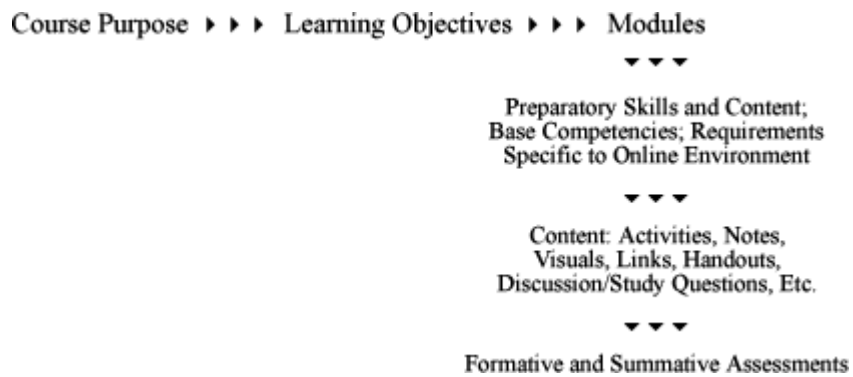 Course Purpose ▸ ▸ ▸ Learning Objectives ▸ ▸ ▸ Modules
Preparatory Skills and Content;
Base Competencies; Requirements
Specific to Online Environment
Content: Activities, Notes,
Visuals, Links, Handouts,
Discussion/Study Questions, Etc.
Formative and Summative Assessments